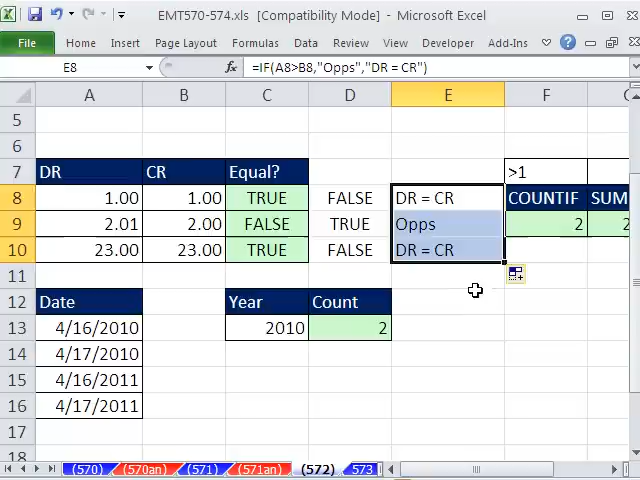 EMT570-574.xls [Compatibility Mode] - Microsoft Excel
File Home Insert Page Layout Formulas Data Review View Developer Add-Ins
E8 fx =IF(A8>B8,"Opps","DR = CR")
A B C D E F
5
6
7 DR CR Equal? >1
8 1.00 1.00 TRUE FALSE DR = CR COUNTIF SUM
9 2.01 2.00 FALSE TRUE Opps 2 2
10 23.00 23.00 TRUE FALSE DR = CR
11
12 Date Year Count
13 4/16/2010 2010 2
14 4/17/2010
15 4/16/2011
16 4/17/2011
17
18
(570) (570an) (571) (571an) (572) 573